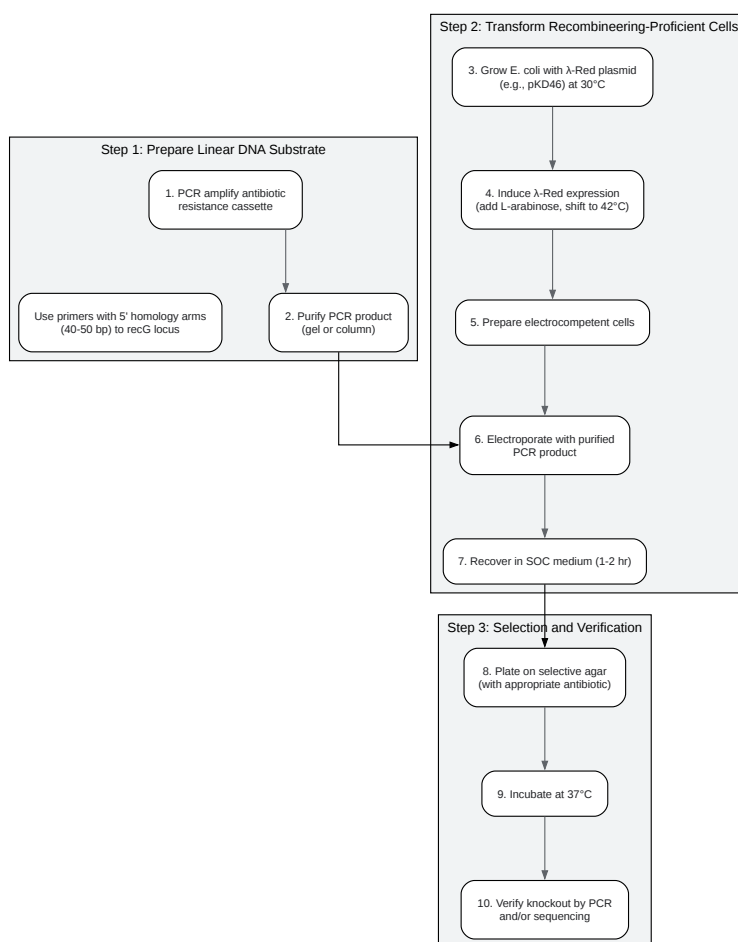 Step 1: Prepare Linear DNA Substrate
1. PCR amplify antibiotic
resistance cassette
Use primers with 5' homology arms
(40-50 bp) to recG locus
2. Purify PCR product
(gel or column)
Step 2: Transform Recombineering-Proficient Cells
3. Grow E. coli with λ-Red plasmid
(e.g., pKD46) at 30°C
4. Induce λ-Red expression
(add L-arabinose, shift to 42°C)
5. Prepare electrocompetent cells
6. Electroporate with purified
PCR product
7. Recover in SOC medium (1-2 hr)
Step 3: Selection and Verification
8. Plate on selective agar
(with appropriate antibiotic)
9. Incubate at 37°C
10. Verify knockout by PCR
and/or sequencing